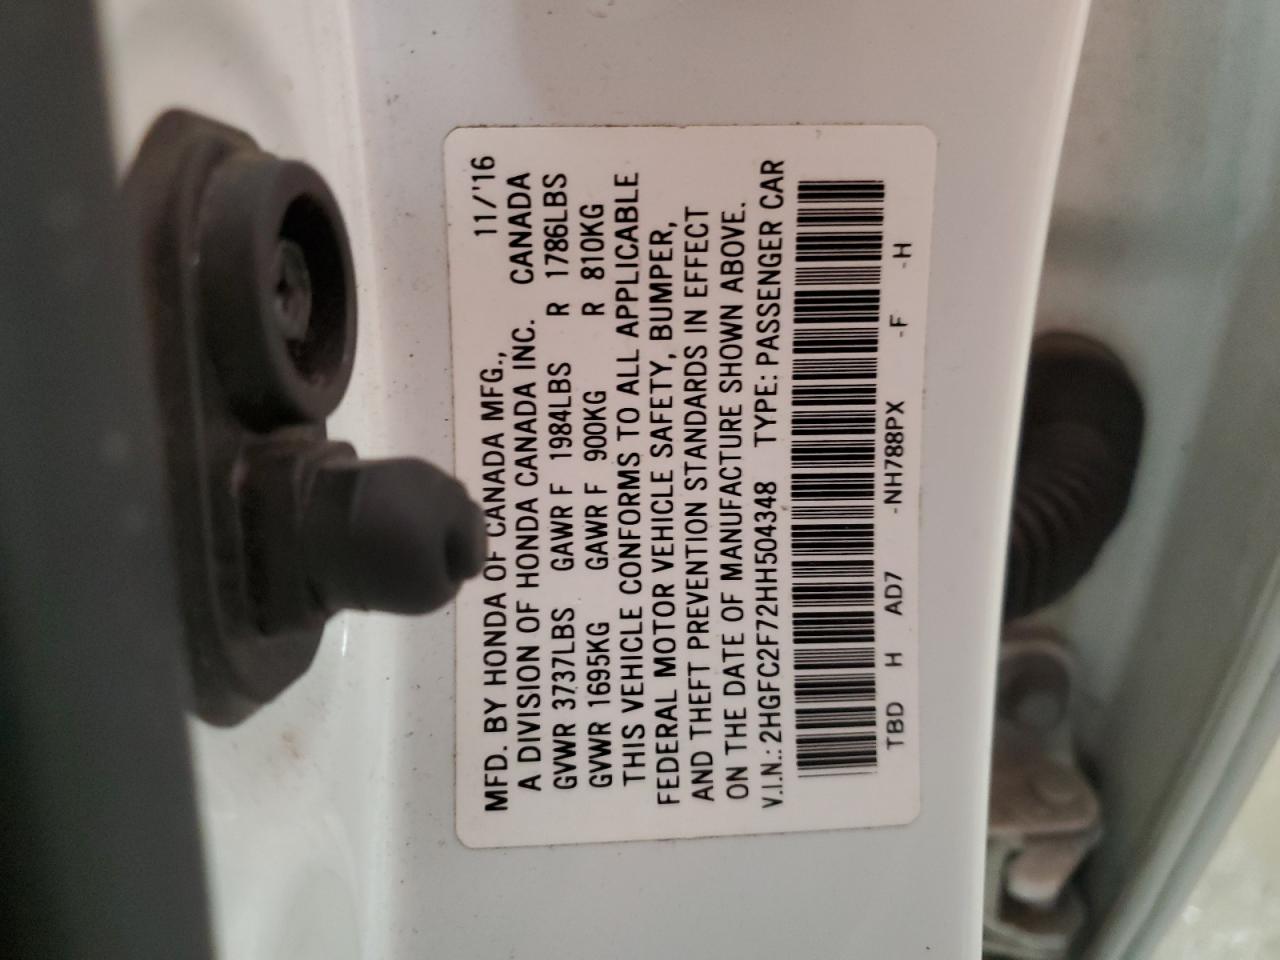 MFD. BY HONDA OF CANADA MFG., 11/'16
A DIVISION OF HONDA CANADA INC. CANADA
GVWR 3737LBS GAWR F 1984LBS R 1786LBS
GVWR 1695KG GAWR F 900KG R 810KG
THIS VEHICLE CONFORMS TO ALL APPLICABLE
FEDERAL MOTOR VEHICLE SAFETY, BUMPER,
AND THEFT PREVENTION STANDARDS IN EFFECT
ON THE DATE OF MANUFACTURE SHOWN ABOVE.
V.I.N.: 2HGFC2F72HH504348 TYPE: PASSENGER CAR
TBD H AD7 -NH788PX -F -H